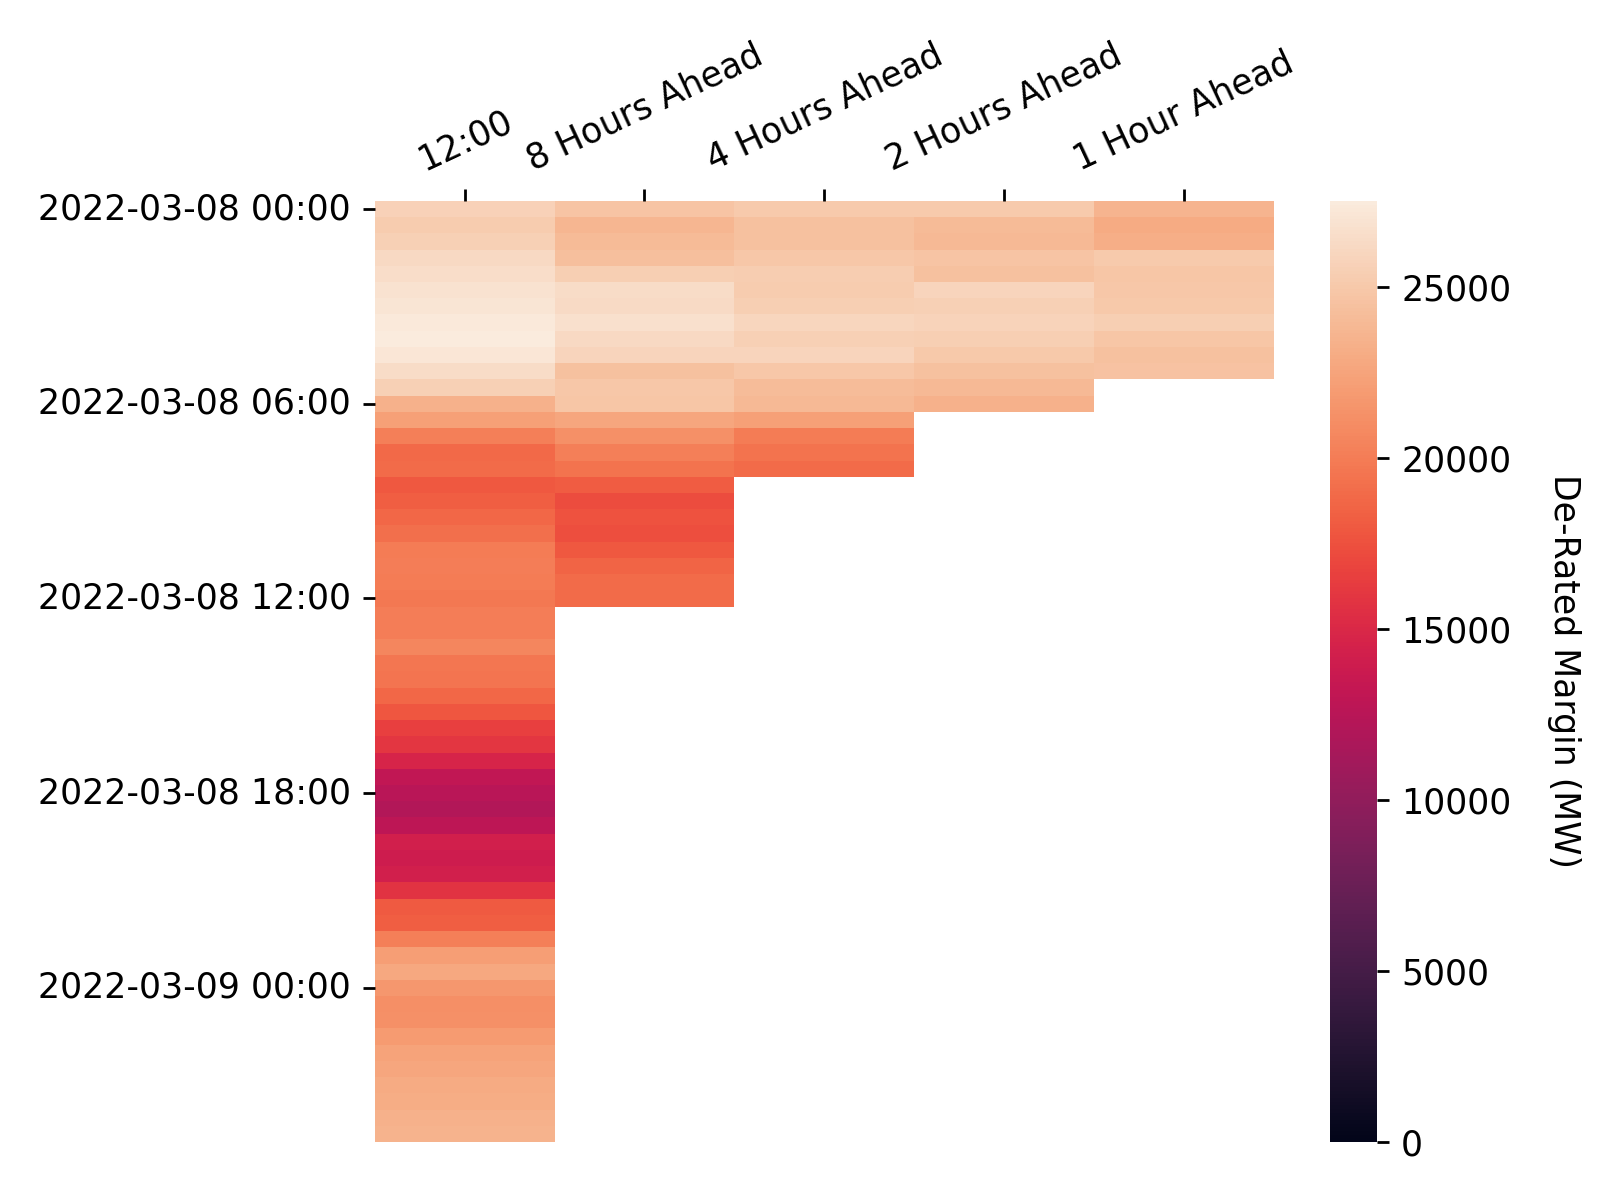 12:00
8 Hours Ahead
4 Hours Ahead
2 Hours Ahead
1 Hour Ahead
2022-03-08 00:00
2022-03-08 06:00
2022-03-08 12:00
2022-03-08 18:00
2022-03-09 00:00
25000
20000
15000
10000
5000
0
De-Rated Margin (MW)